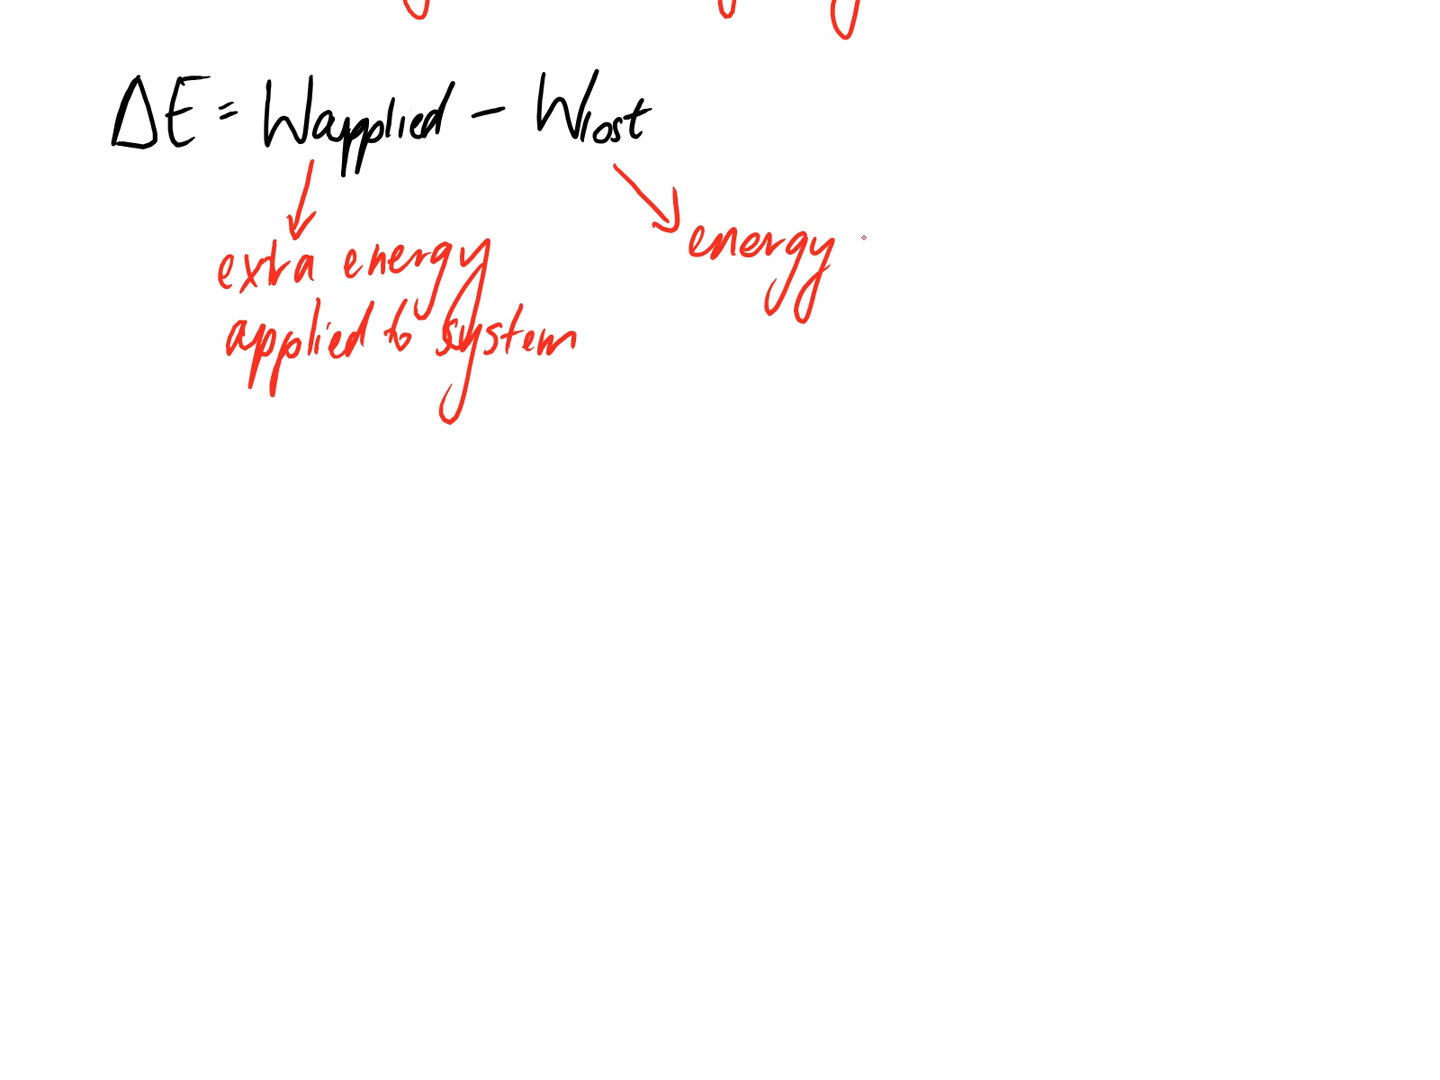 ΔE = Wapplied - Wlost
extra energy
applied to system
energy